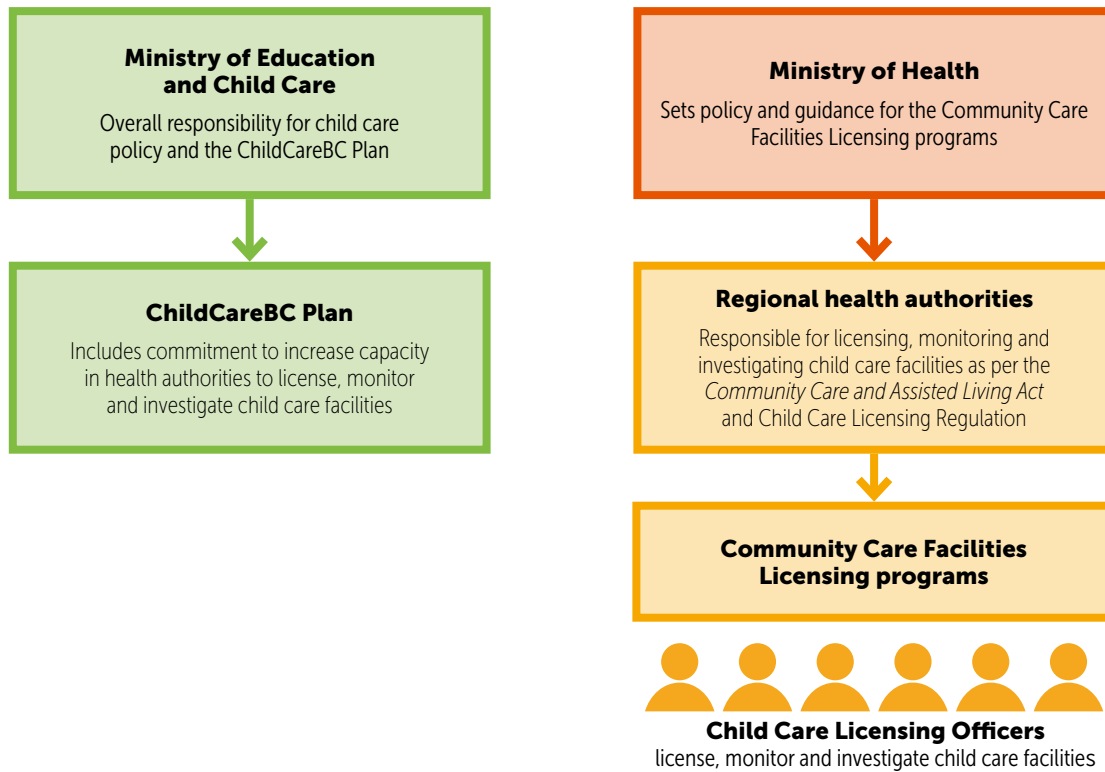 Ministry of Education
and Child Care
Overall responsibility for child care
policy and the ChildCareBC Plan
ChildCareBC Plan
Includes commitment to increase capacity
in health authorities to license, monitor
and investigate child care facilities
Ministry of Health
Sets policy and guidance for the Community Care
Facilities Licensing programs
Regional health authorities
Responsible for licensing, monitoring and
investigating child care facilities as per the
Community Care and Assisted Living Act
and Child Care Licensing Regulation
Community Care Facilities
Licensing programs
Child Care Licensing Officers
license, monitor and investigate child care facilities